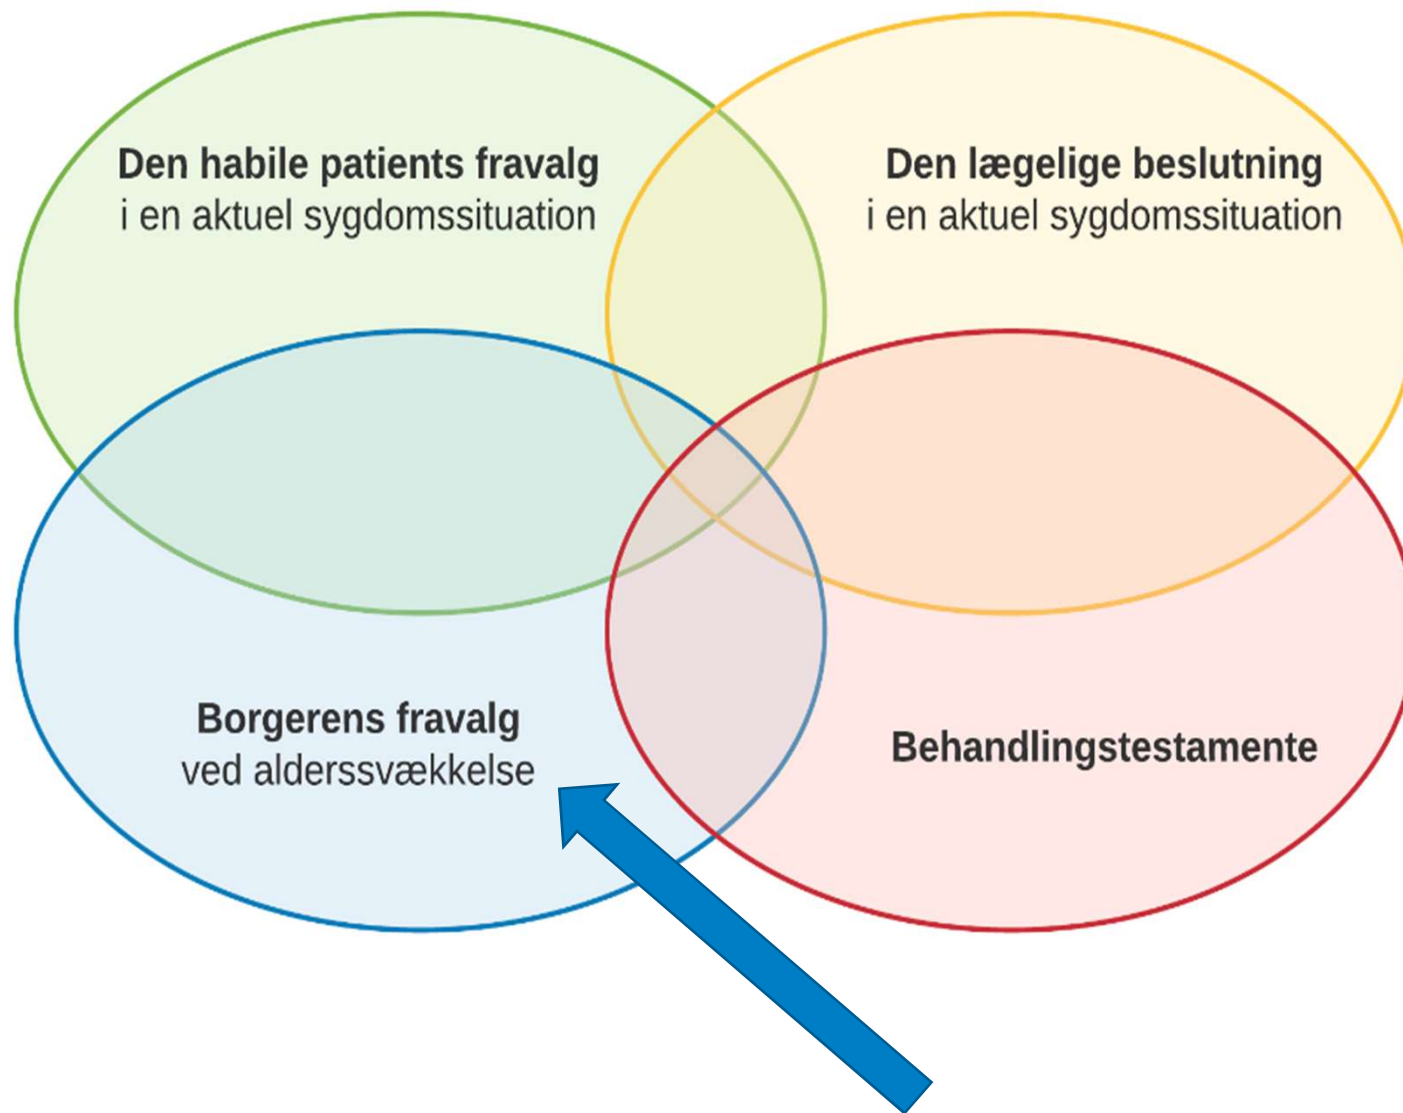 Den habile patients fravalg
i en aktuel sygdomssituation
Den lægelige beslutning
i en aktuel sygdomssituation
Borgerens fravalg
ved alderssvækkelse
Behandlingstestamente